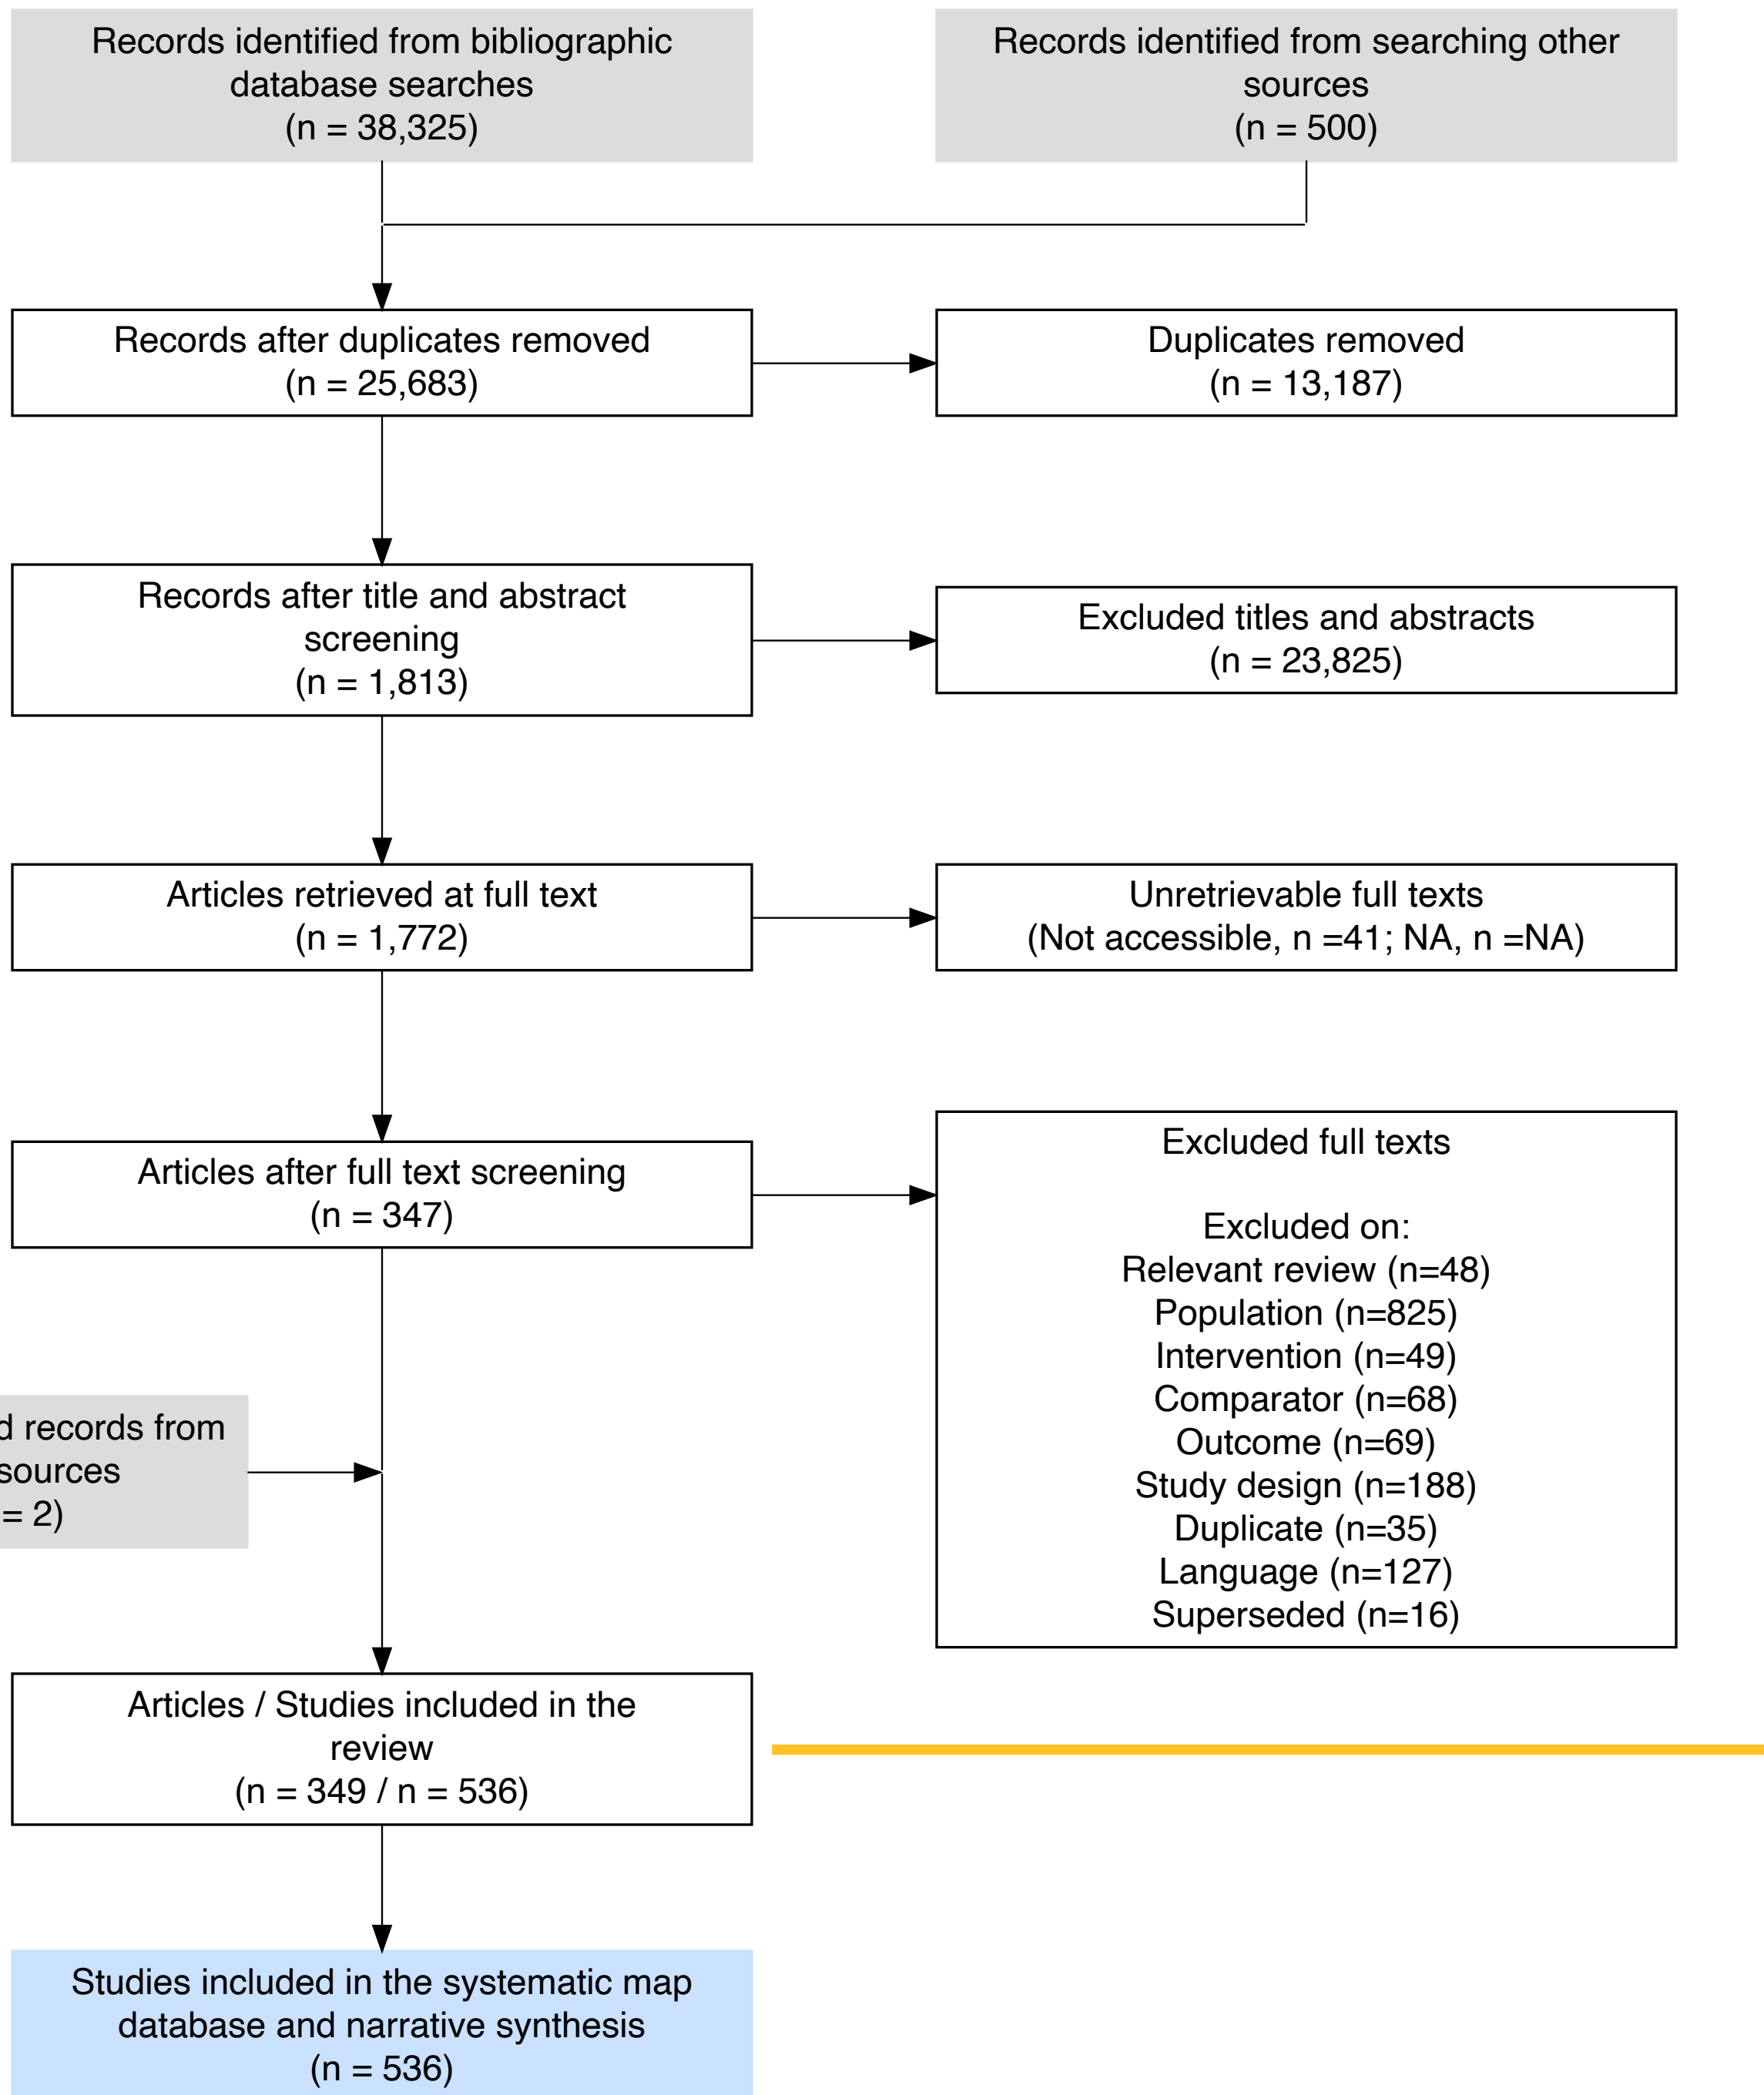 Records identified from bibliographic
database searches
(n = 38,325)
Records identified from searching other
sources
(n = 500)
Records after duplicates removed
(n = 25,683)
Duplicates removed
(n = 13,187)
Records after title and abstract
screening
(n = 1,813)
Excluded titles and abstracts
(n = 23,825)
Articles retrieved at full text
(n = 1,772)
Unretrievable full texts
(Not accessible, n =41; NA, n =NA)
Articles after full text screening
(n = 347)
Excluded full texts
Excluded on:
Relevant review (n=48)
Population (n=825)
Intervention (n=49)
Comparator (n=68)
Outcome (n=69)
Study design (n=188)
Duplicate (n=35)
Language (n=127)
Superseded (n=16)
records from
sources
= 2)
Articles / Studies included in the
review
(n = 349 / n = 536)
Studies included in the systematic map
database and narrative synthesis
(n = 536)